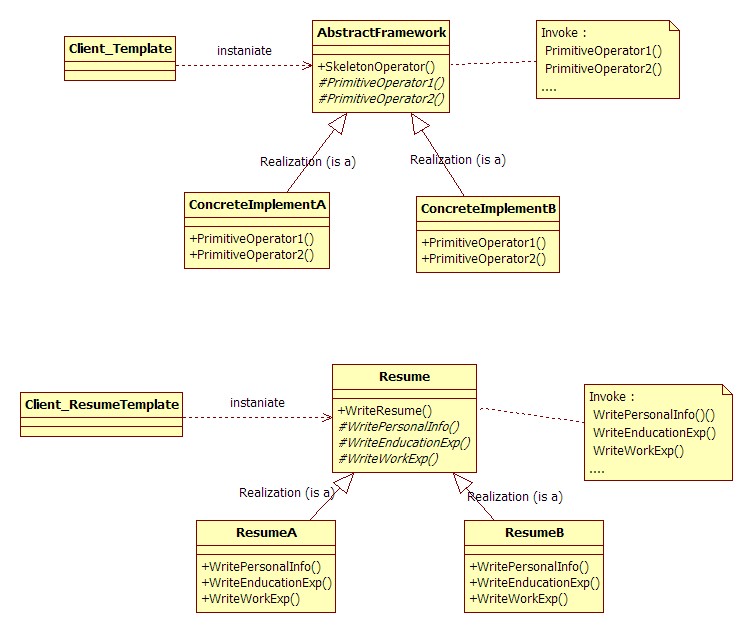 Client_Template
instaniate
AbstractFramework
+SkeletonOperator()
#PrimitiveOperator1()
#PrimitiveOperator2()
Invoke :
PrimitiveOperator1()
PrimitiveOperator2()
....
Realization (is a)
Realization (is a)
ConcreteImplementA
+PrimitiveOperator1()
+PrimitiveOperator2()
ConcreteImplementB
+PrimitiveOperator1()
+PrimitiveOperator2()
Client_ResumeTemplate
instaniate
Resume
+WriteResume()
#WritePersonalInfo()
#WriteEnducationExp()
#WriteWorkExp()
Invoke :
WritePersonalInfo()()
WriteEnducationExp()
WriteWorkExp()
....
Realization (is a)
Realization (is a)
ResumeA
+WritePersonalInfo()
+WriteEnducationExp()
+WriteWorkExp()
ResumeB
+WritePersonalInfo()
+WriteEnducationExp()
+WriteWorkExp()